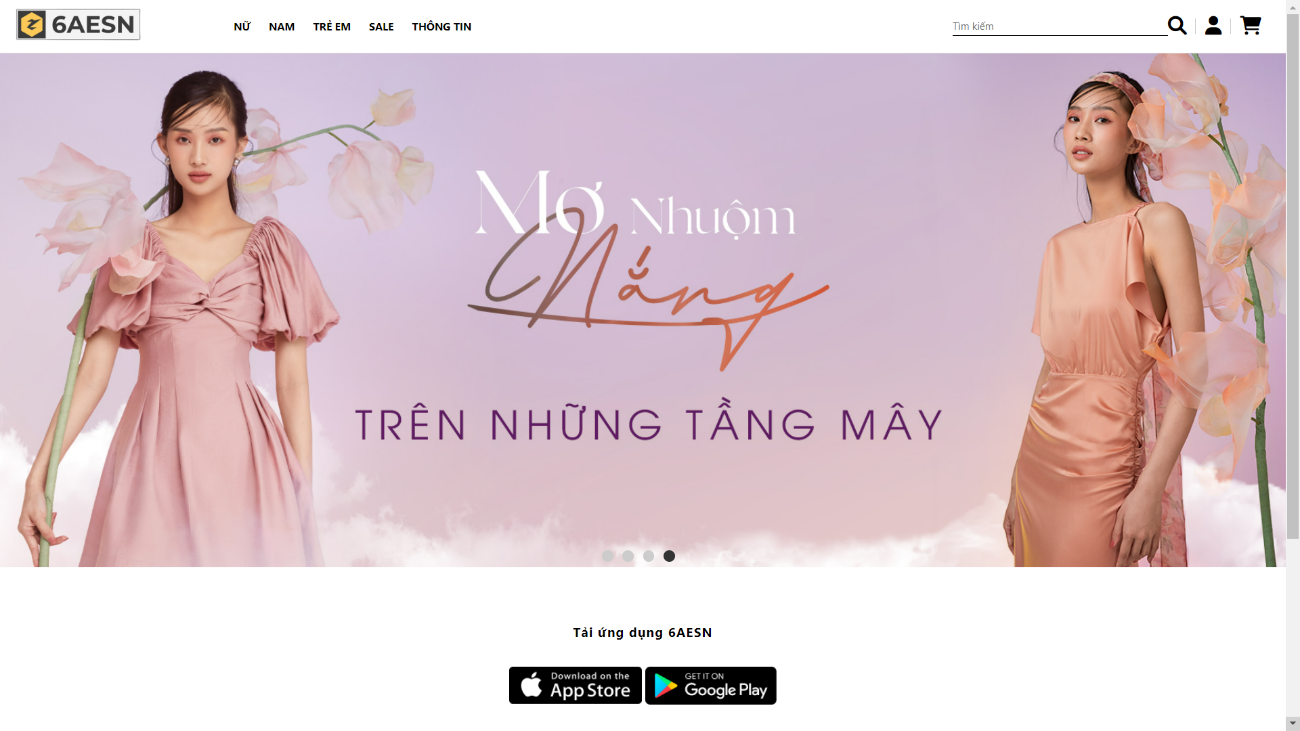 6AESN
NỮ NAM TRẺ EM SALE THÔNG TIN
Tìm kiếm
Mơ Nhuộm
Nắng
TRÊN NHỮNG TẦNG MÂY
Tải ứng dụng 6AESN
Download on the
App Store
GET IT ON
Google Play